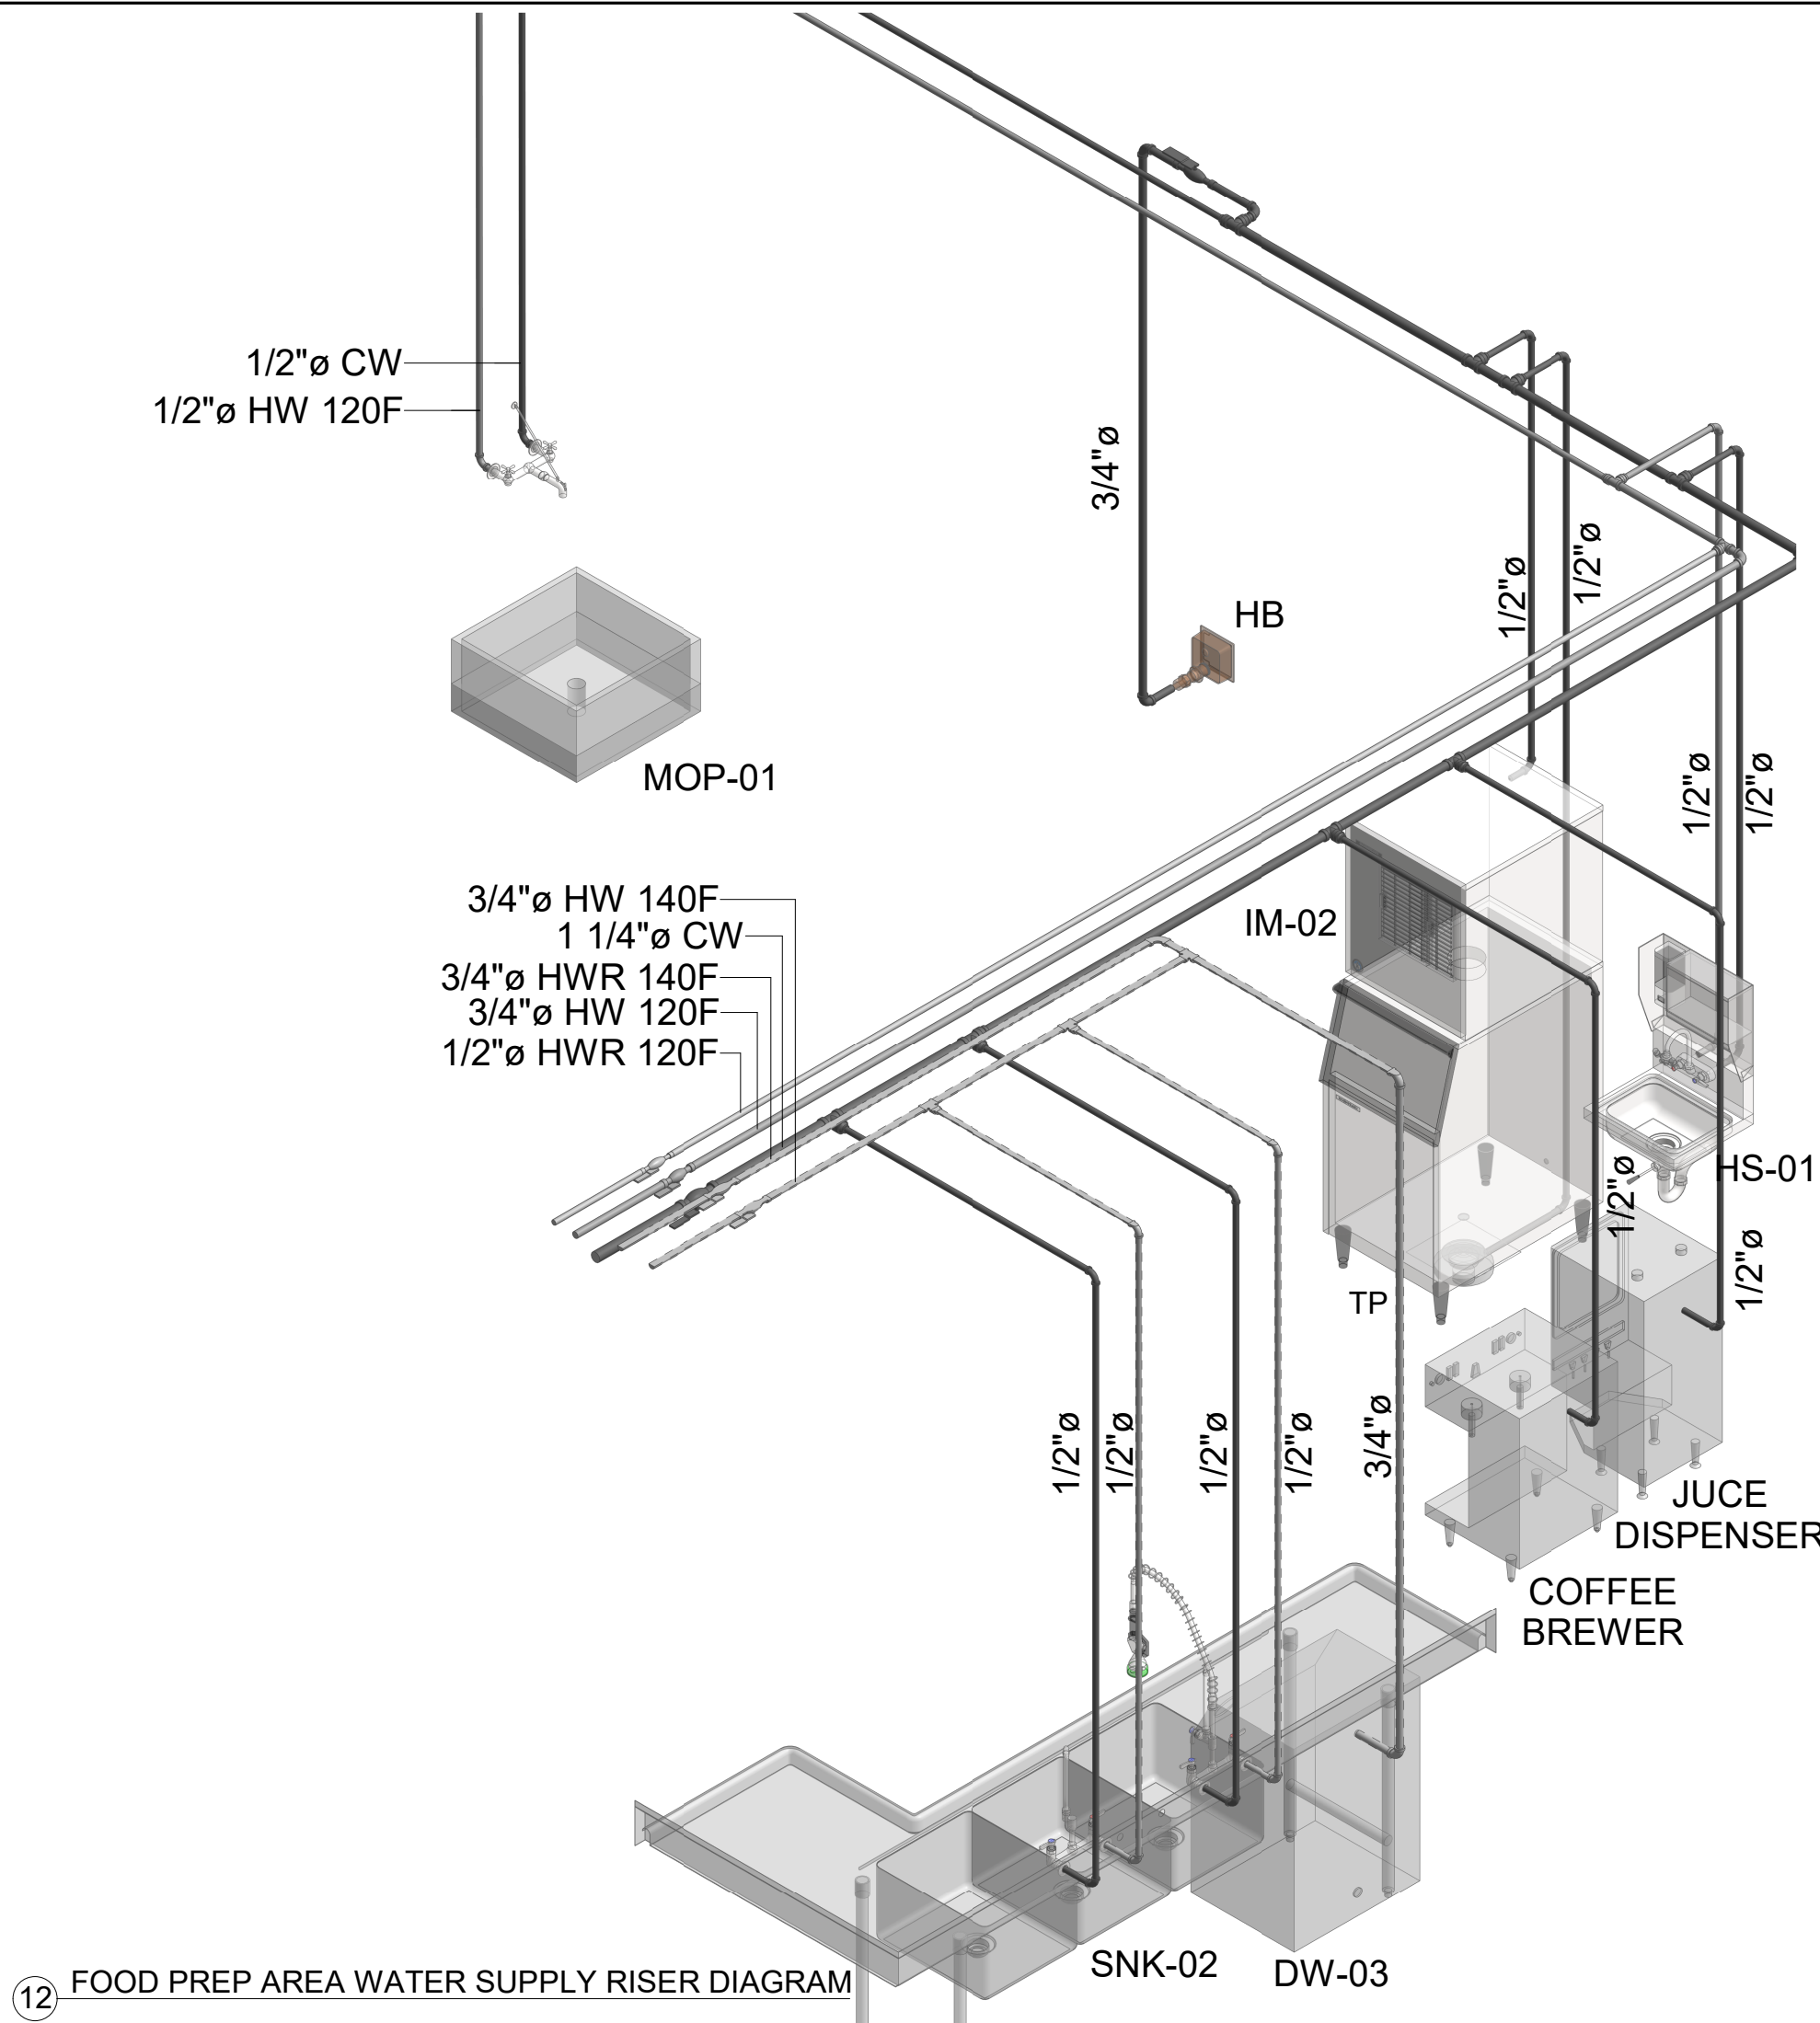 1/2"ø CW
1/2"ø HW 120F
3/4"ø
1/2"ø
1/2"ø
HB
MOP-01
1/2"ø
1/2"ø
3/4"ø HW 140F
1 1/4"ø CW
3/4"ø HWR 140F
3/4"ø HW 120F
1/2"ø HWR 120F
IM-02
HS-01
1/2"ø
1/2"ø
TP
1/2"ø
1/2"ø
1/2"ø
1/2"ø
3/4"ø
JUCE
DISPENSER
COFFEE
BREWER
SNK-02
DW-03
12
FOOD PREP AREA WATER SUPPLY RISER DIAGRAM